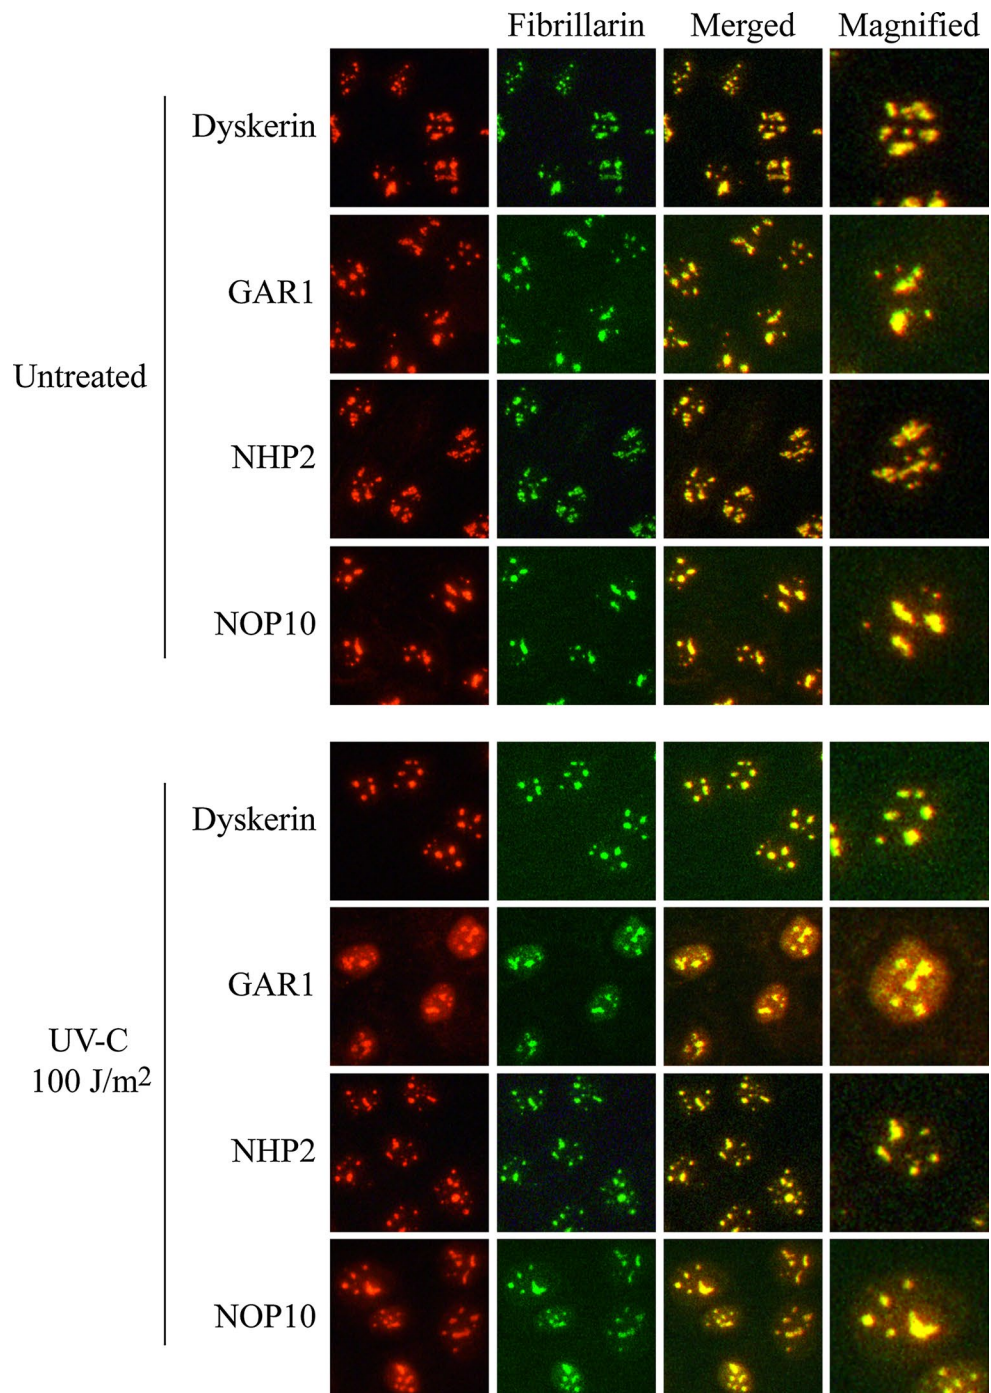 Fibrillarin Merged Magnified
Dyskerin
GAR1
Untreated
NHP2
NOP10
Dyskerin
GAR1
UV-C
100 J/m2
NHP2
NOP10